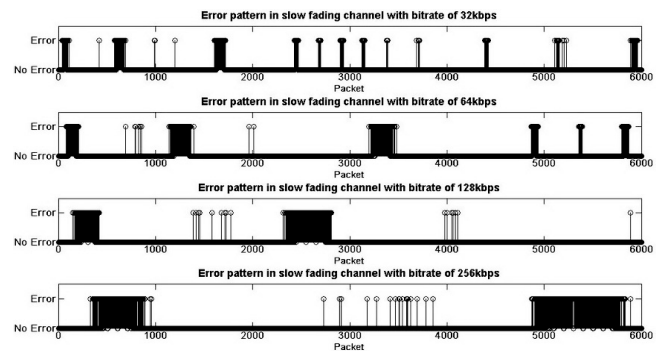 Error pattern in slow fading channel with bitrate of 32kbps
Error
No Error
0 1000 2000 3000 4000 5000 6000
Packet
Error pattern in slow fading channel with bitrate of 64kbps
Error
No Error
0 1000 2000 3000 4000 5000 6000
Packet
Error pattern in slow fading channel with bitrate of 128kbps
Error
No Error
0 1000 2000 3000 4000 5000 6000
Packet
Error pattern in slow fading channel with bitrate of 256kbps
Error
No Error
0 1000 2000 3000 4000 5000 6000
Packet